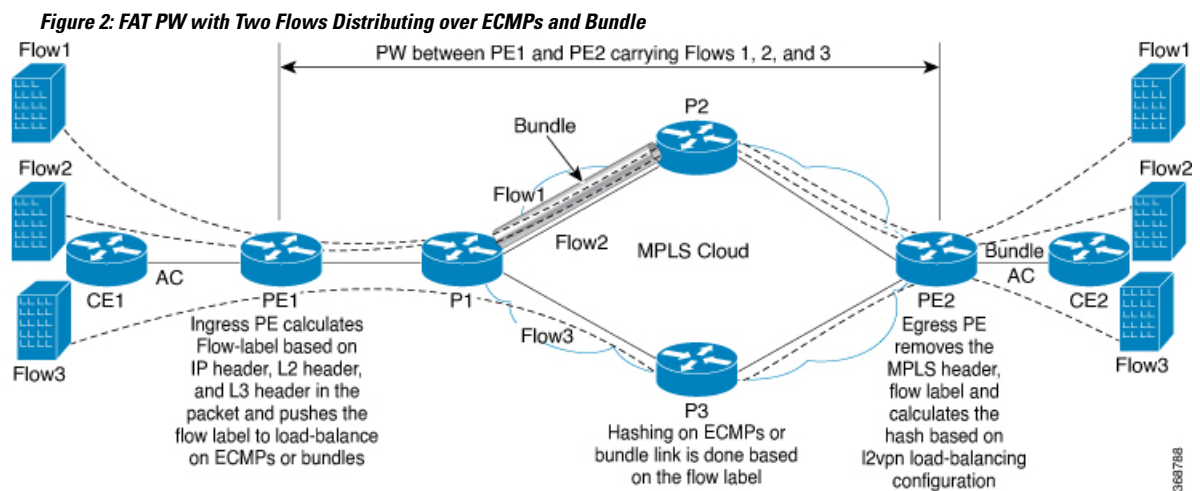 Figure 2: FAT PW with Two Flows Distributing over ECMPs and Bundle
Flow1
PW between PE1 and PE2 carrying Flows 1, 2, and 3
Flow1
P2
Bundle
Flow2
Flow1
Flow2
Flow2
MPLS Cloud
Bundle
AC
AC
CE1
PE1
P1
PE2
CE2
Flow3
Flow3
Flow3
P3
Ingress PE calculates
Flow-label based on
IP header, L2 header,
and L3 header in the
packet and pushes the
flow label to load-balance
on ECMPs or bundles
Hashing on ECMPs or
bundle link is done based
on the flow label
Egress PE
removes the
MPLS header,
flow label and
calculates the
hash based on
l2vpn load-balancing
configuration
368788